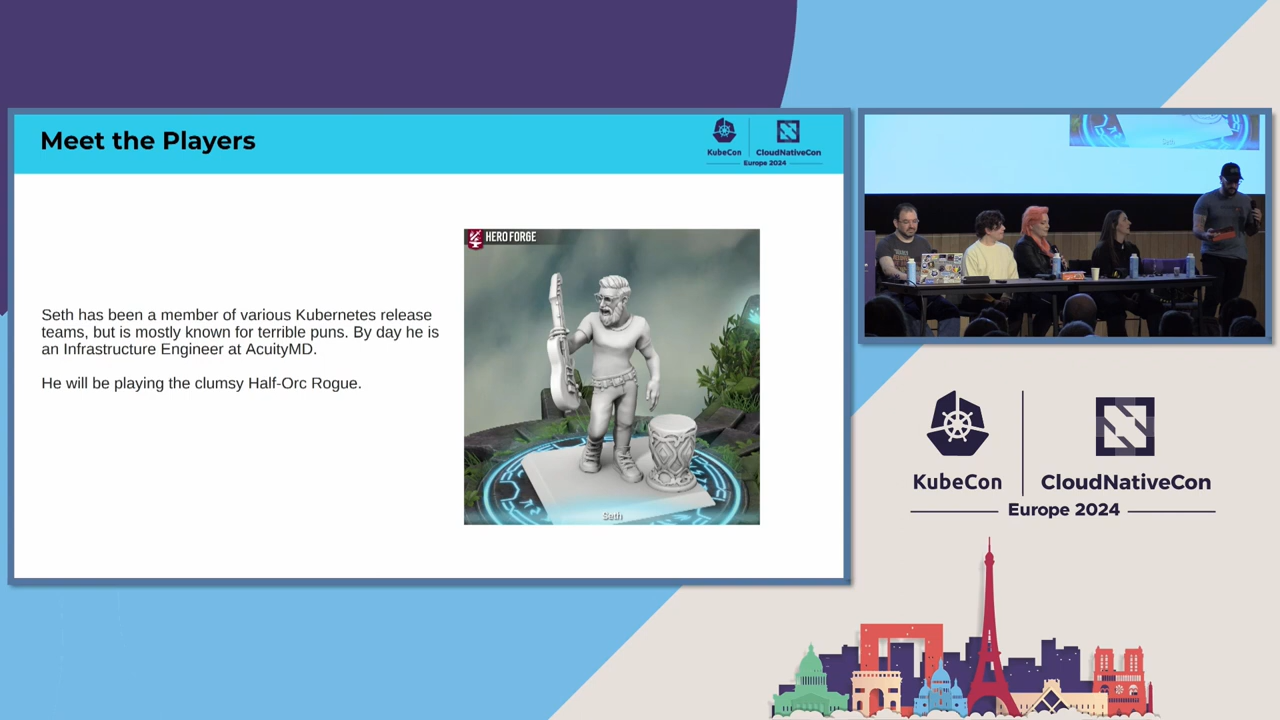 Meet the Players
KubeCon
CloudNativeCon
Europe 2024
HERO FORGE
Seth has been a member of various Kubernetes release
teams, but is mostly known for terrible puns. By day he is
an Infrastructure Engineer at AcuityMD.
He will be playing the clumsy Half-Orc Rogue.
Seth
Seth
KubeCon
CloudNativeCon
Europe 2024